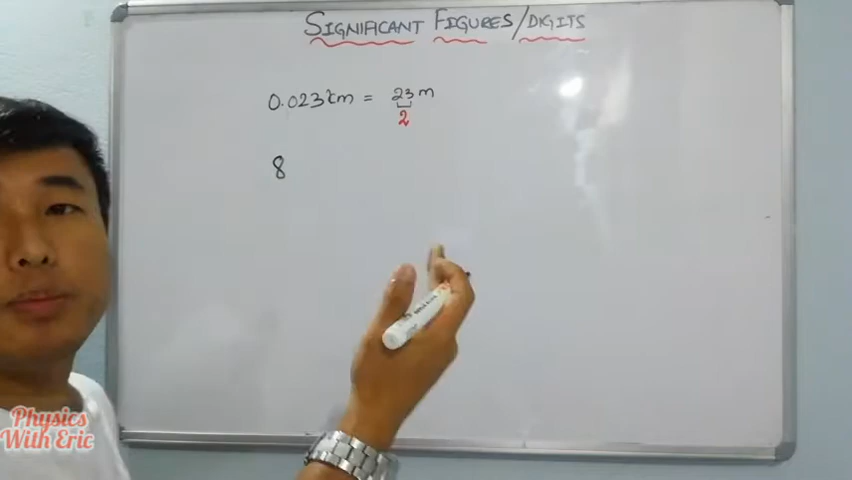 SIGNIFICANT FIGURES/DIGITS
0.023km = 23m
2
8
Physics
With Eric